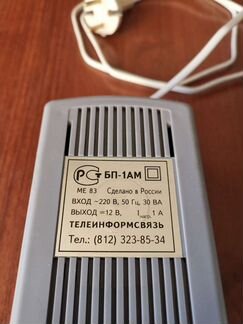 РСТ БП-1АМ
МЕ 83 Сделано в России
ВХОД ~220 В, 50 Гц, 30 ВА
ВЫХОД =12 В, Iнагр. 1 А
ТЕЛЕИНФОРМСВЯЗЬ
Тел.: (812) 323-85-34